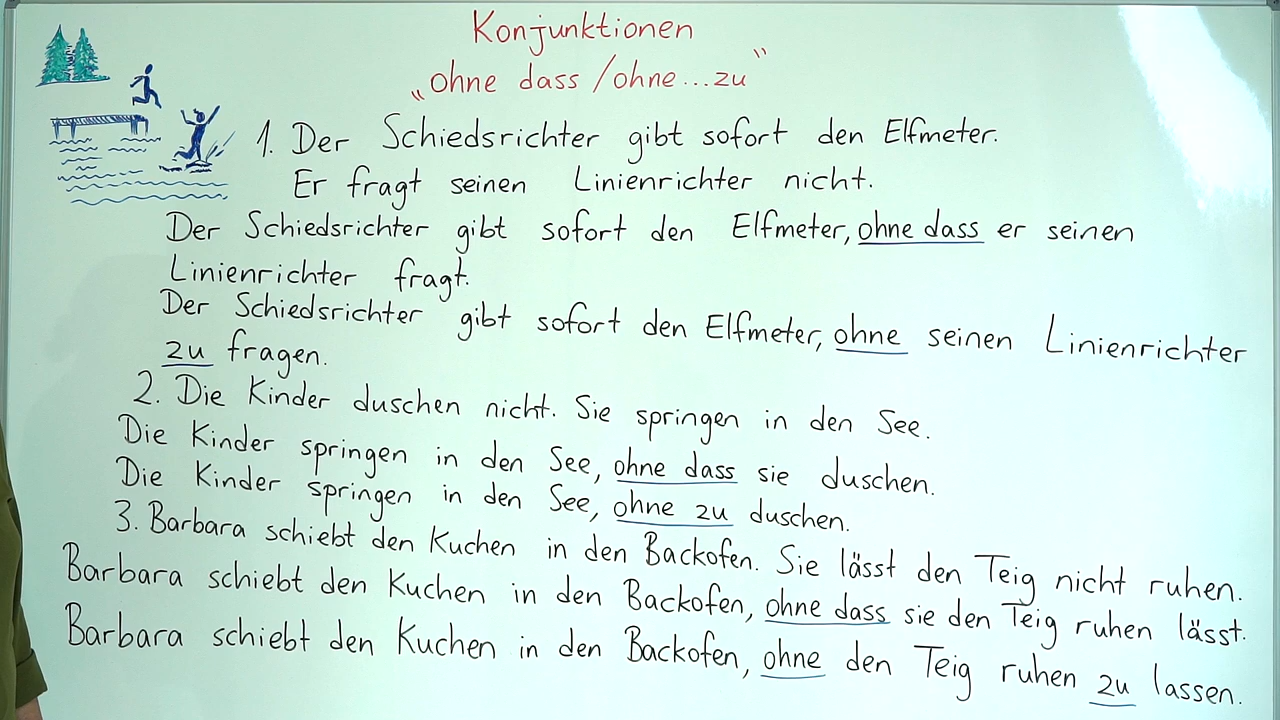 Konjunktionen
„ohne dass /ohne...zu"
1. Der Schiedsrichter gibt sofort den Elfmeter.
Er fragt seinen Linienrichter nicht.
Der Schiedsrichter gibt sofort den Elfmeter, ohne dass er seinen
Linienrichter fragt.
Der Schiedsrichter gibt sofort den Elfmeter, ohne seinen Linienrichter
zu fragen.
2. Die Kinder duschen nicht. Sie springen in den See.
Die Kinder springen in den See, ohne dass sie duschen.
Die Kinder springen in den See, ohne zu duschen.
3. Barbara schiebt den Kuchen in den Backofen. Sie lässt den Teig nicht ruhen.
Barbara schiebt den Kuchen in den Backofen, ohne dass sie den Teig ruhen lässt.
Barbara schiebt den Kuchen in den Backofen, ohne den Teig ruhen zu lassen.